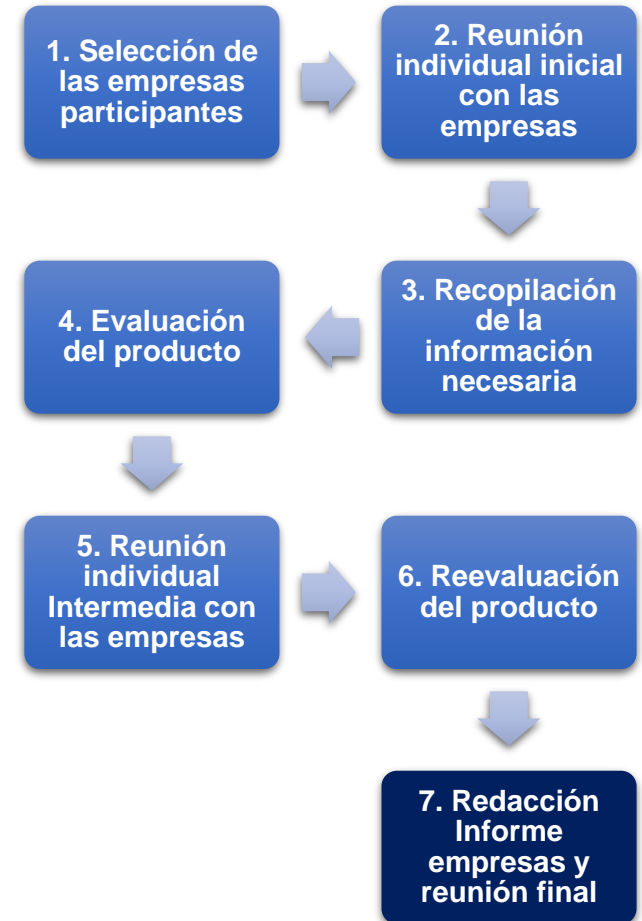 1. Selección de
las empresas
participantes
2. Reunión
individual inicial
con las
empresas
3. Recopilación
de la
información
necesaria
4. Evaluación
del producto
5. Reunión
individual
Intermedia con
las empresas
6. Reevaluación
del producto
7. Redacción
Informe
empresas y
reunión final